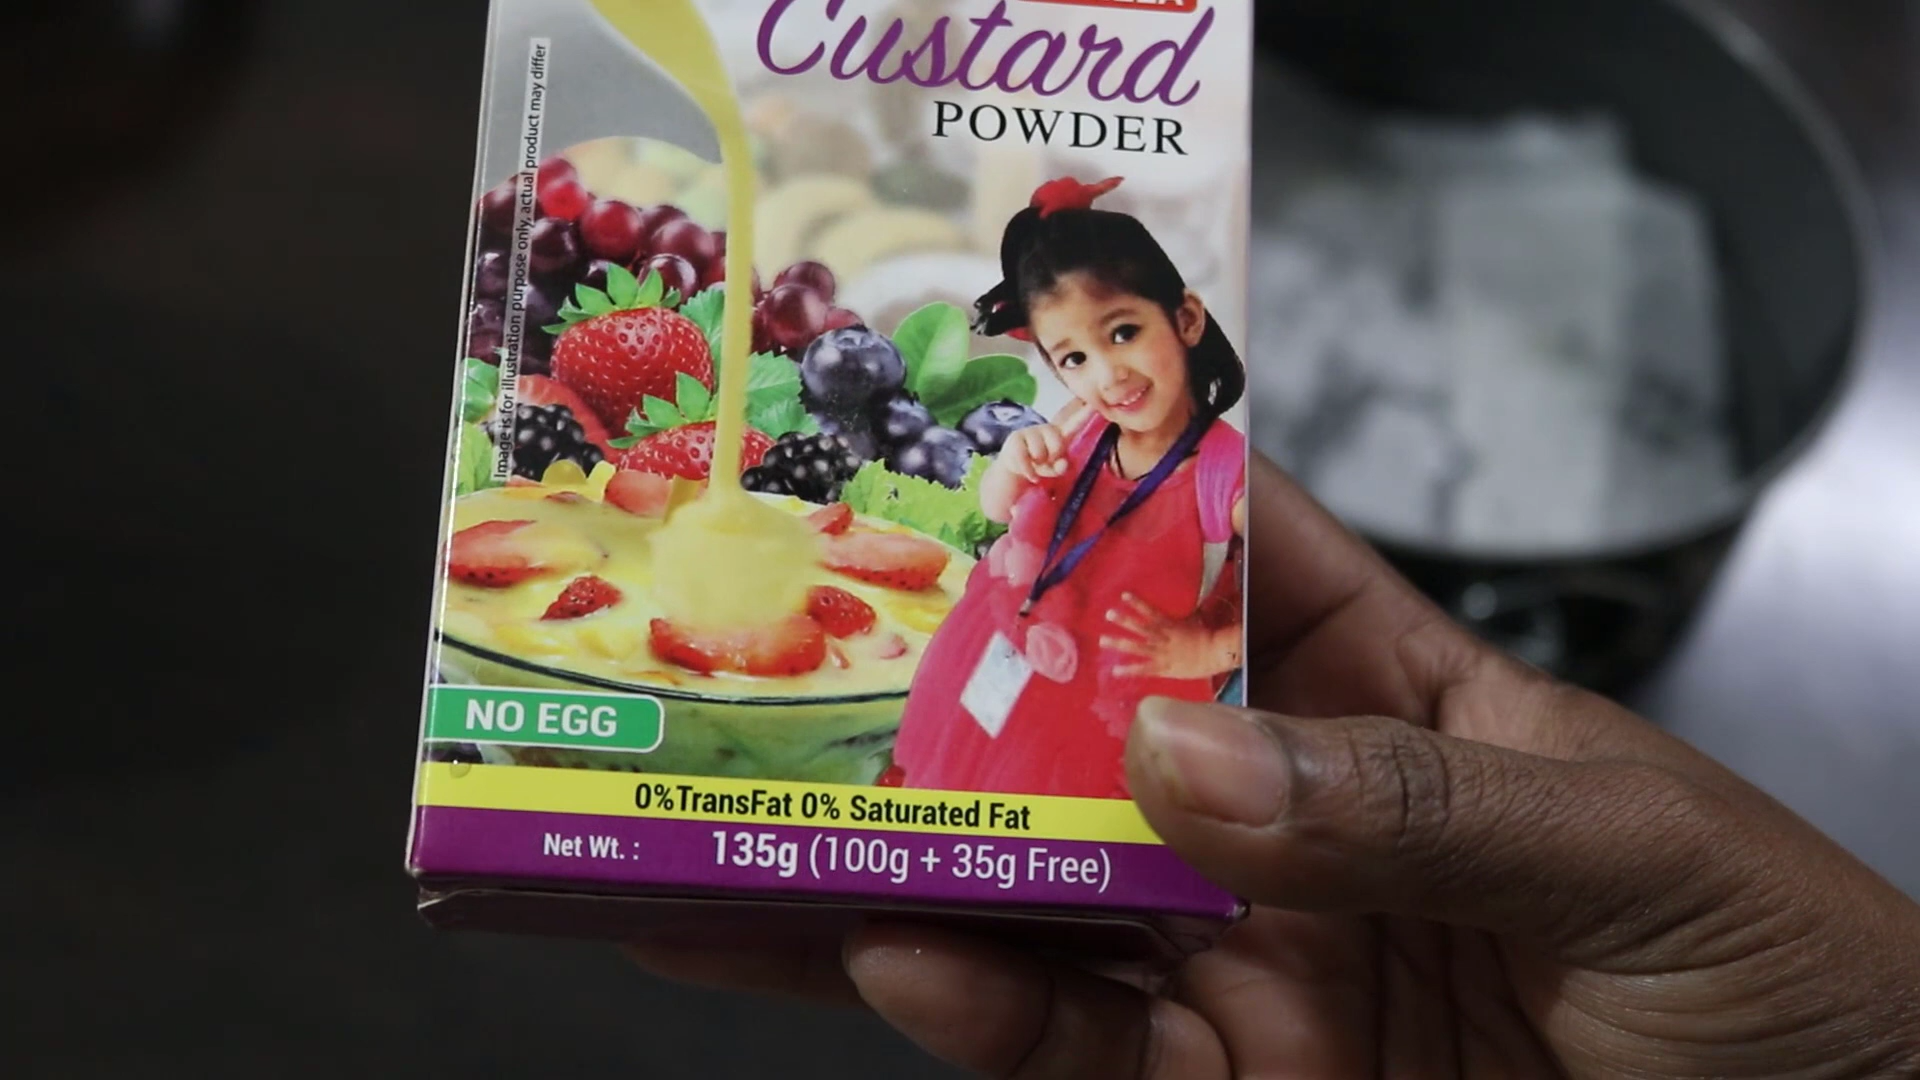 Custard
POWDER
Image is for illustration purpose only, actual product may differ
NO EGG
0%TransFat 0% Saturated Fat
Net Wt. : 135g (100g + 35g Free)